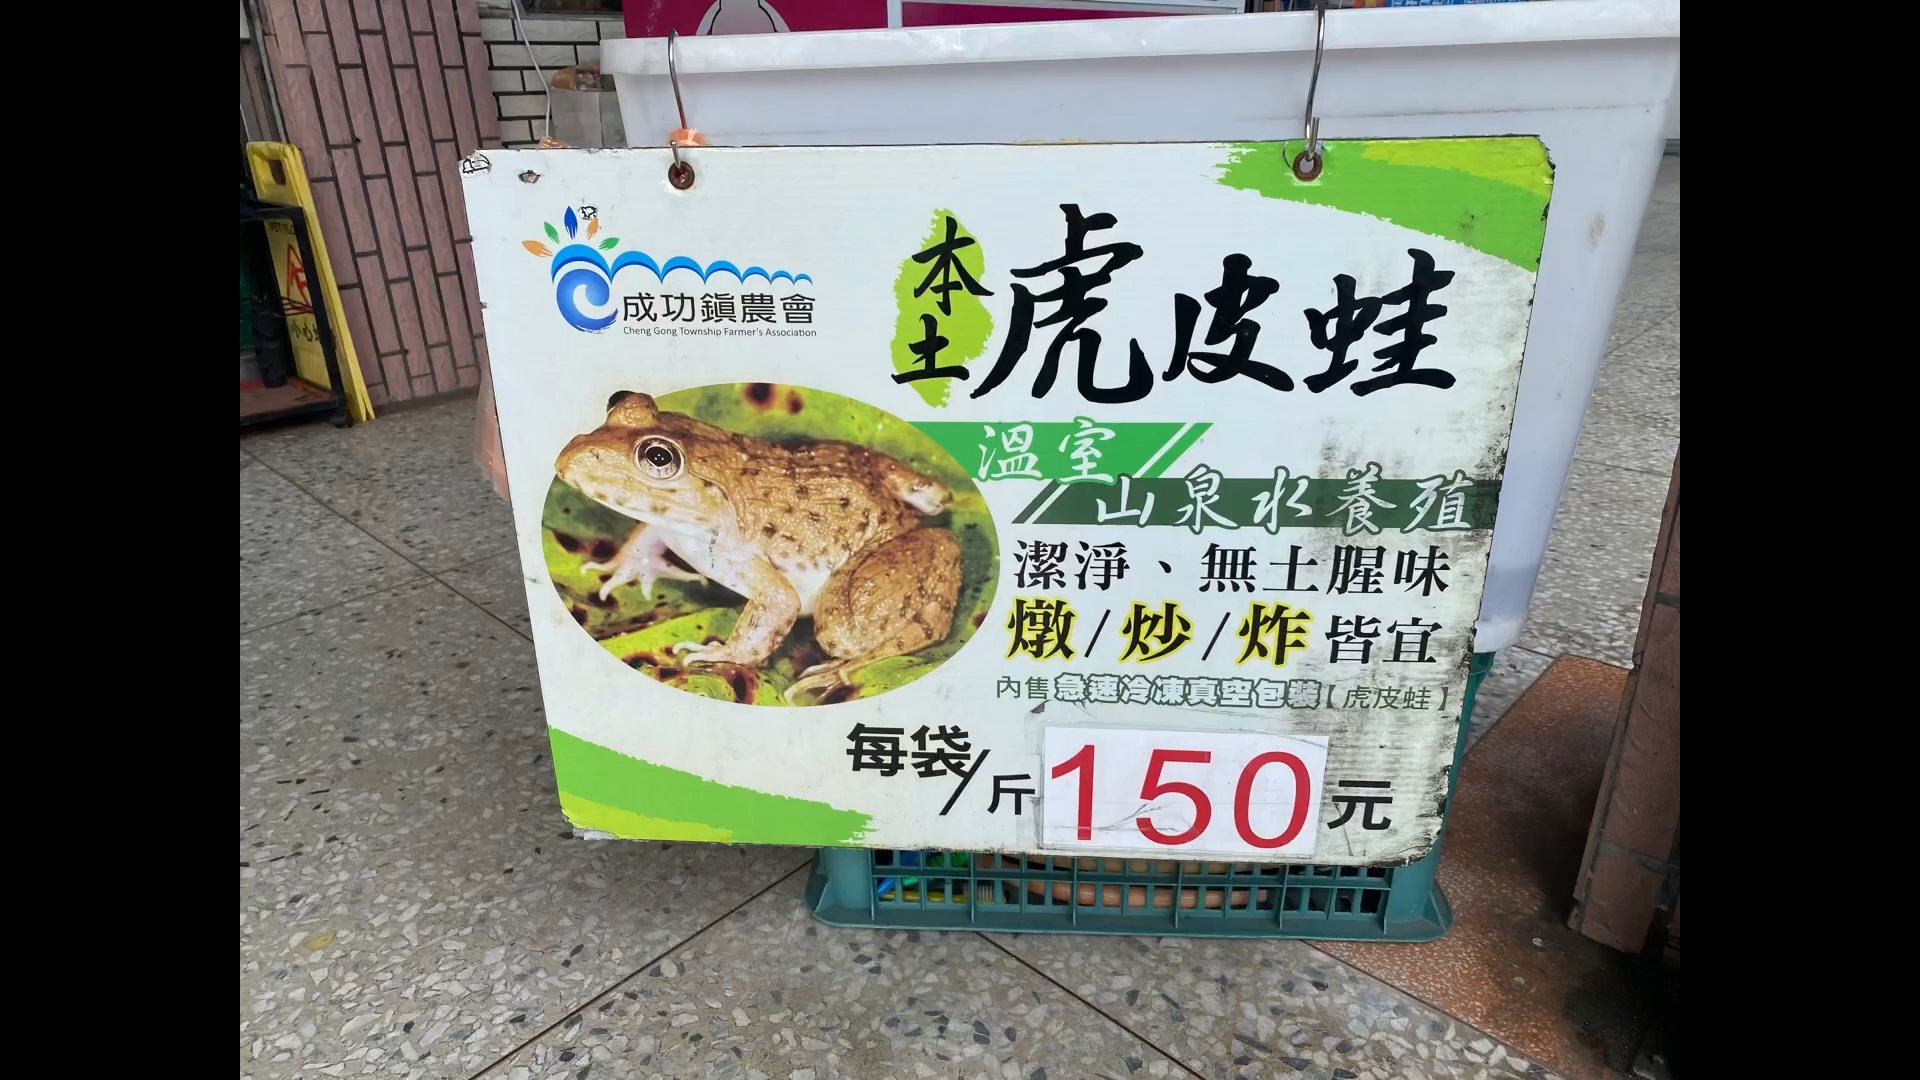 成功鎮農會
Cheng Gong Township Farmer's Association
本土
虎皮蛙
溫室
山泉水養殖
潔淨、無土腥味
燉/炒/炸皆宜
內售急速冷凍真空包裝【虎皮蛙】
每袋/斤150元
小心